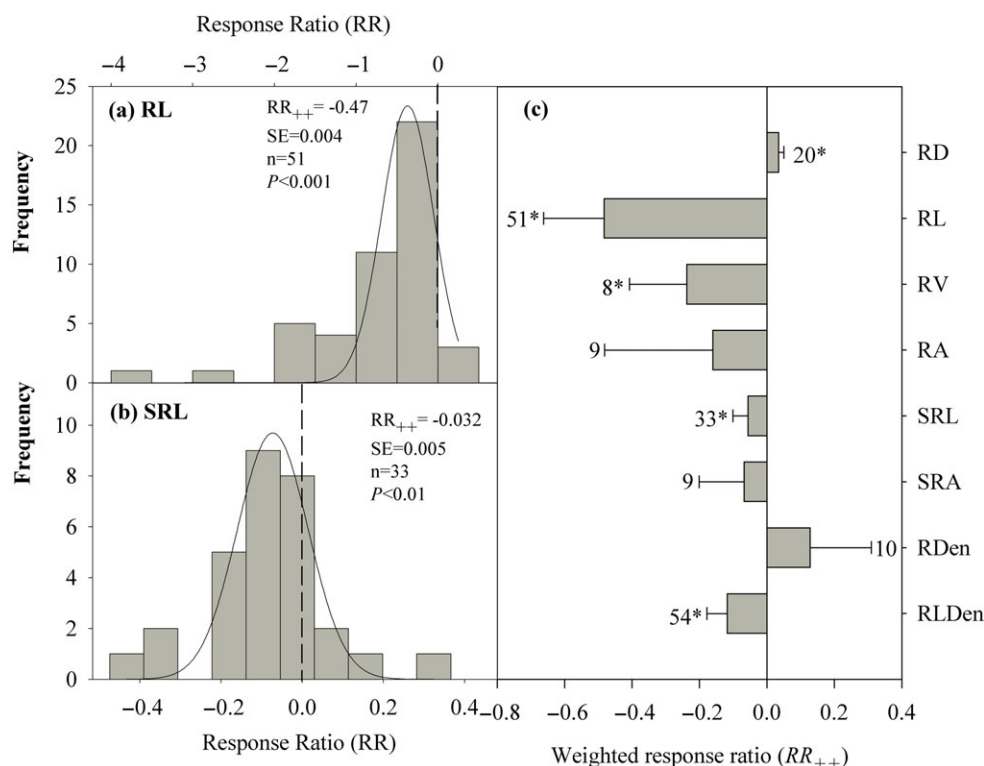 Response Ratio (RR)
−4 −3 −2 −1 0
25
20
15
10
5
0
Frequency
(a) RL
RR++= -0.47
SE=0.004
n=51
P<0.001
10
8
6
4
2
0
Frequency
(b) SRL
RR++= -0.032
SE=0.005
n=33
P<0.01
−0.4 −0.2 0.0 0.2 0.4
Response Ratio (RR)
(c)
20* RD
51* RL
8* RV
9 RA
33* SRL
9 SRA
10 RDen
54* RLDen
−0.8 −0.6 −0.4 −0.2 0.0 0.2 0.4
Weighted response ratio (RR++)